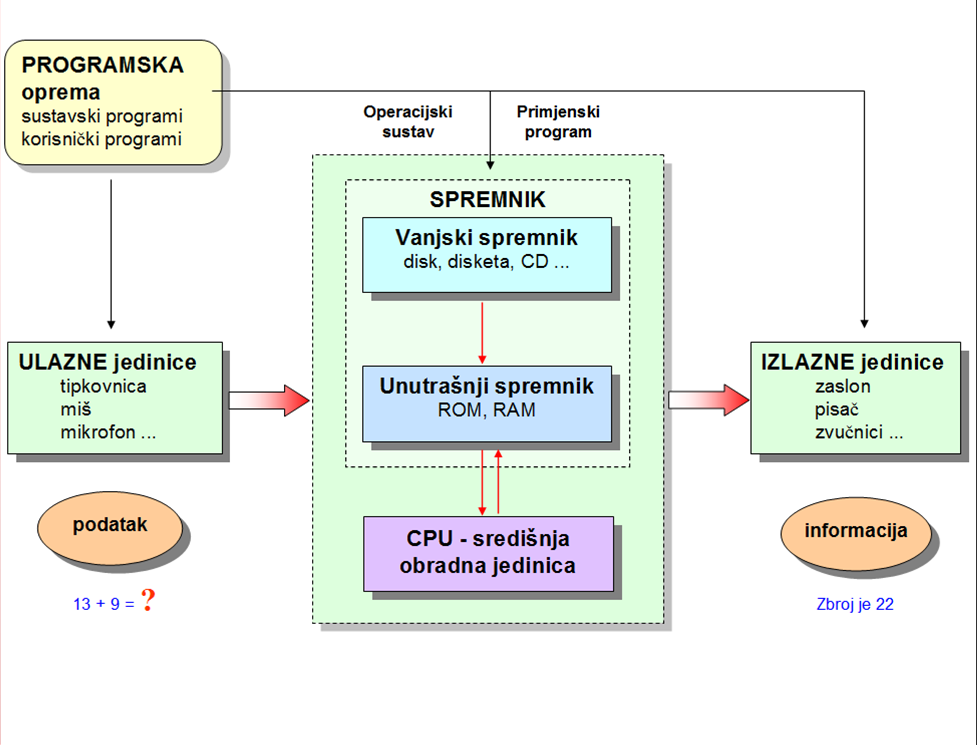 PROGRAMSKA
oprema
sustavski programi
korisnički programi
Operacijski
sustav
Primjenski
program
SPREMNIK
Vanjski spremnik
disk, disketa, CD ...
Unutrašnji spremnik
ROM, RAM
CPU - središnja
obradna jedinica
ULAZNE jedinice
tipkovnica
miš
mikrofon ...
podatak
13 + 9 = ?
IZLAZNE jedinice
zaslon
pisač
zvučnici ...
informacija
Zbroj je 22